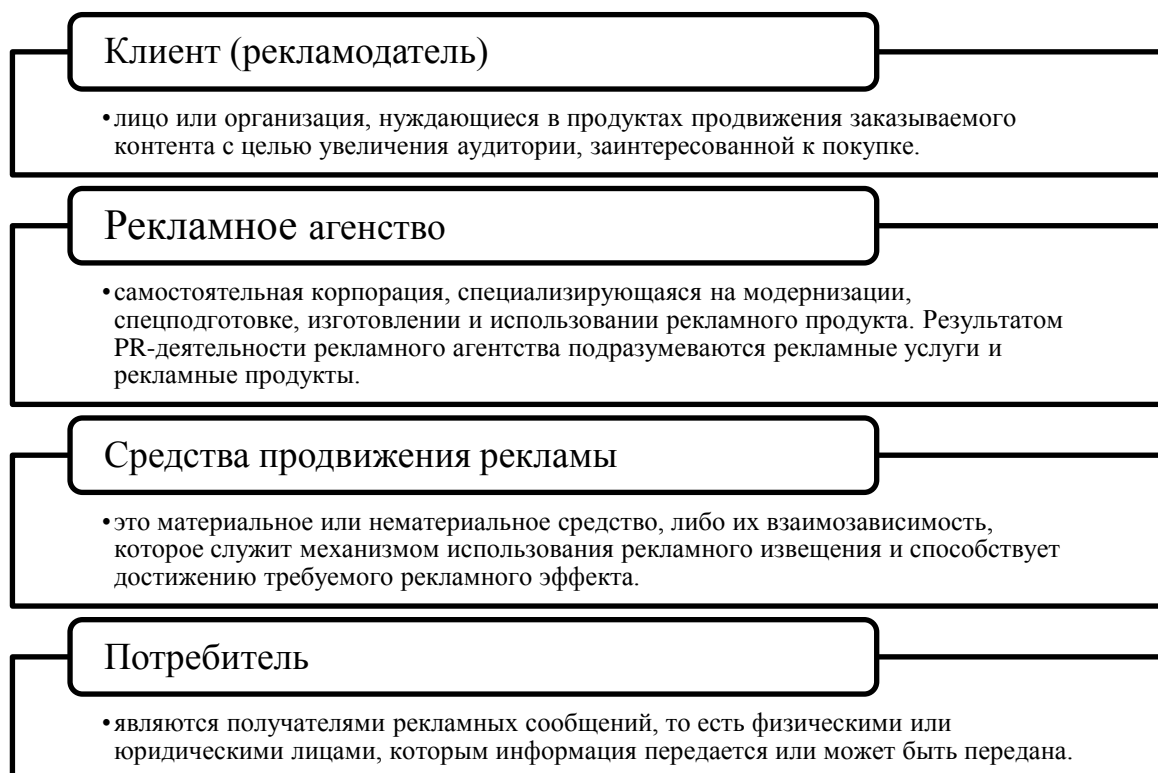 Клиент (рекламодатель)
•лицо или организация, нуждающиеся в продуктах продвижения заказываемого
контента с целью увеличения аудитории, заинтересованной к покупке.
Рекламное агенство
•самостоятельная корпорация, специализирующаяся на модернизации,
спецподготовке, изготовлении и использовании рекламного продукта. Результатом
PR-деятельности рекламного агентства подразумеваются рекламные услуги и
рекламные продукты.
Средства продвижения рекламы
•это материальное или нематериальное средство, либо их взаимозависимость,
которое служит механизмом использования рекламного извещения и способствует
достижению требуемого рекламного эффекта.
Потребитель
•являются получателями рекламных сообщений, то есть физическими или
юридическими лицами, которым информация передается или может быть передана.